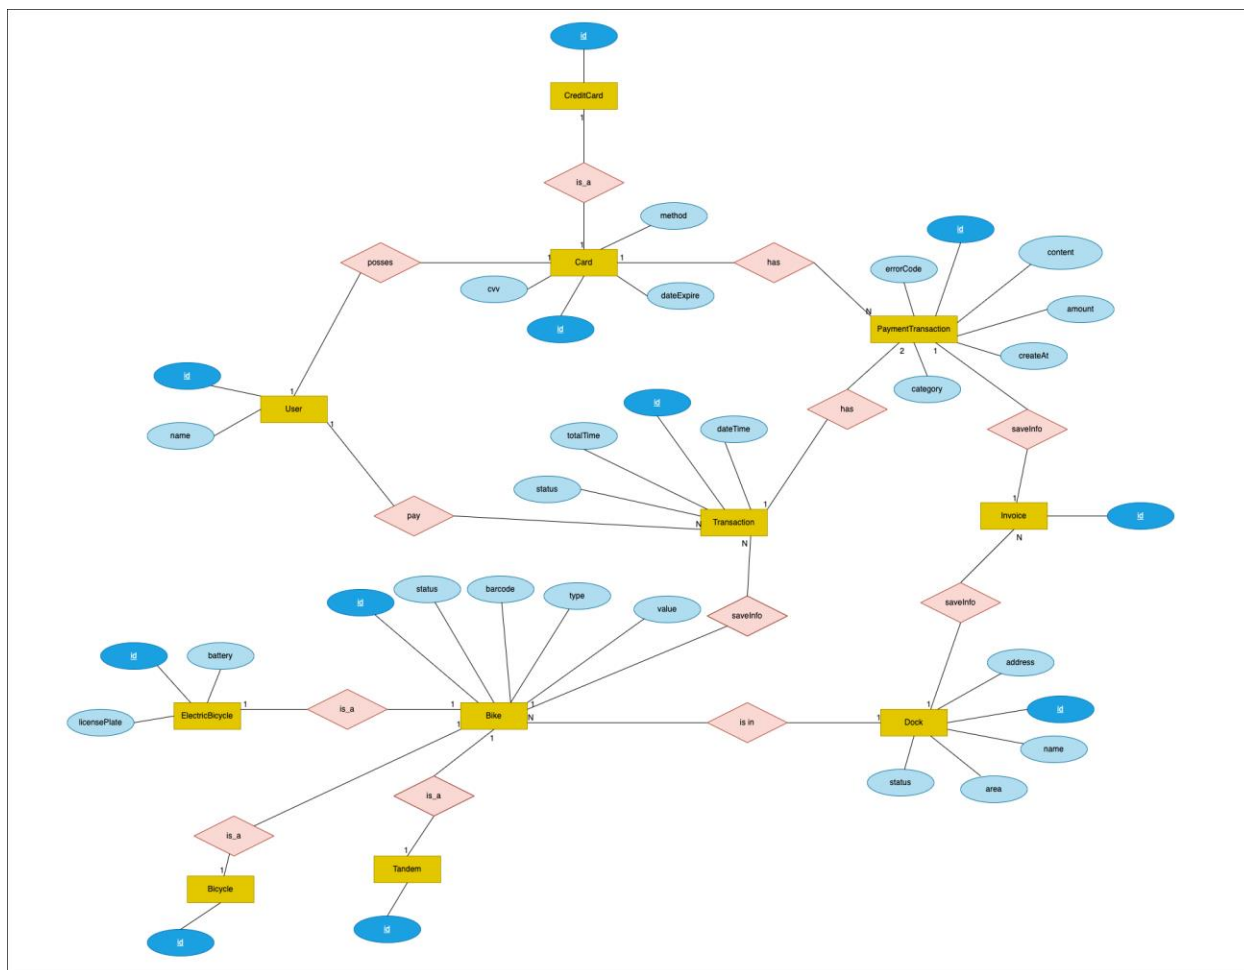 id
CreditCard
1
is_a
1
method
id
posses
1
Card
1
has
errorCode
content
cvv
dateExpire
id
amount
N
PaymentTransaction
2
1
createAt
id
category
1
User
1
name
id
dateTime
has
totalTime
saveInfo
status
1
1
pay
N
Transaction
N
Invoice
N
id
status
barcode
type
value
id
saveInfo
saveInfo
id
battery
address
licensePlate
ElectricBicycle
1
is_a
1
Bike
1
N
1
1
is in
1
1
Dock
id
name
status
area
is_a
is_a
1
1
Bicycle
Tandem
id
id